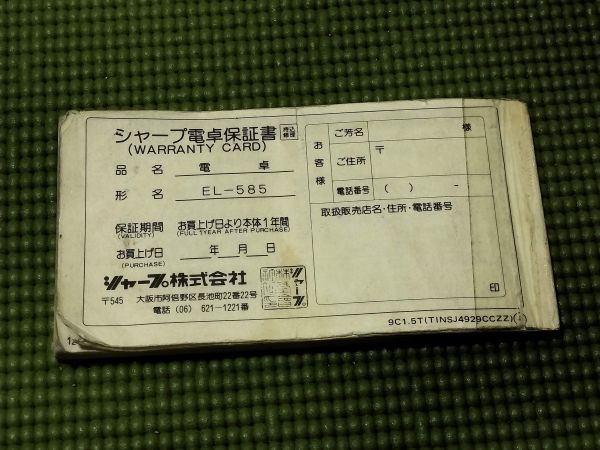 シャープ電卓保証書 持込修理
(WARRANTY CARD)
品名 電卓
形名 EL-585
保証期間 お買上げ日より本体1年間
(VALIDITY) (FULL 1 YEAR AFTER PURCHASE)
お買上げ日 年 月 日
(PURCHASE)
シャープ株式会社
〒545 大阪市阿倍野区長池町22番22号
電話 (06) 621-1221番
お客様
ご芳名 様
ご住所 〒
電話番号 ( ) -
取扱販売店名・住所・電話番号
印
9C1.5T(TINSJ4929CCZZ)